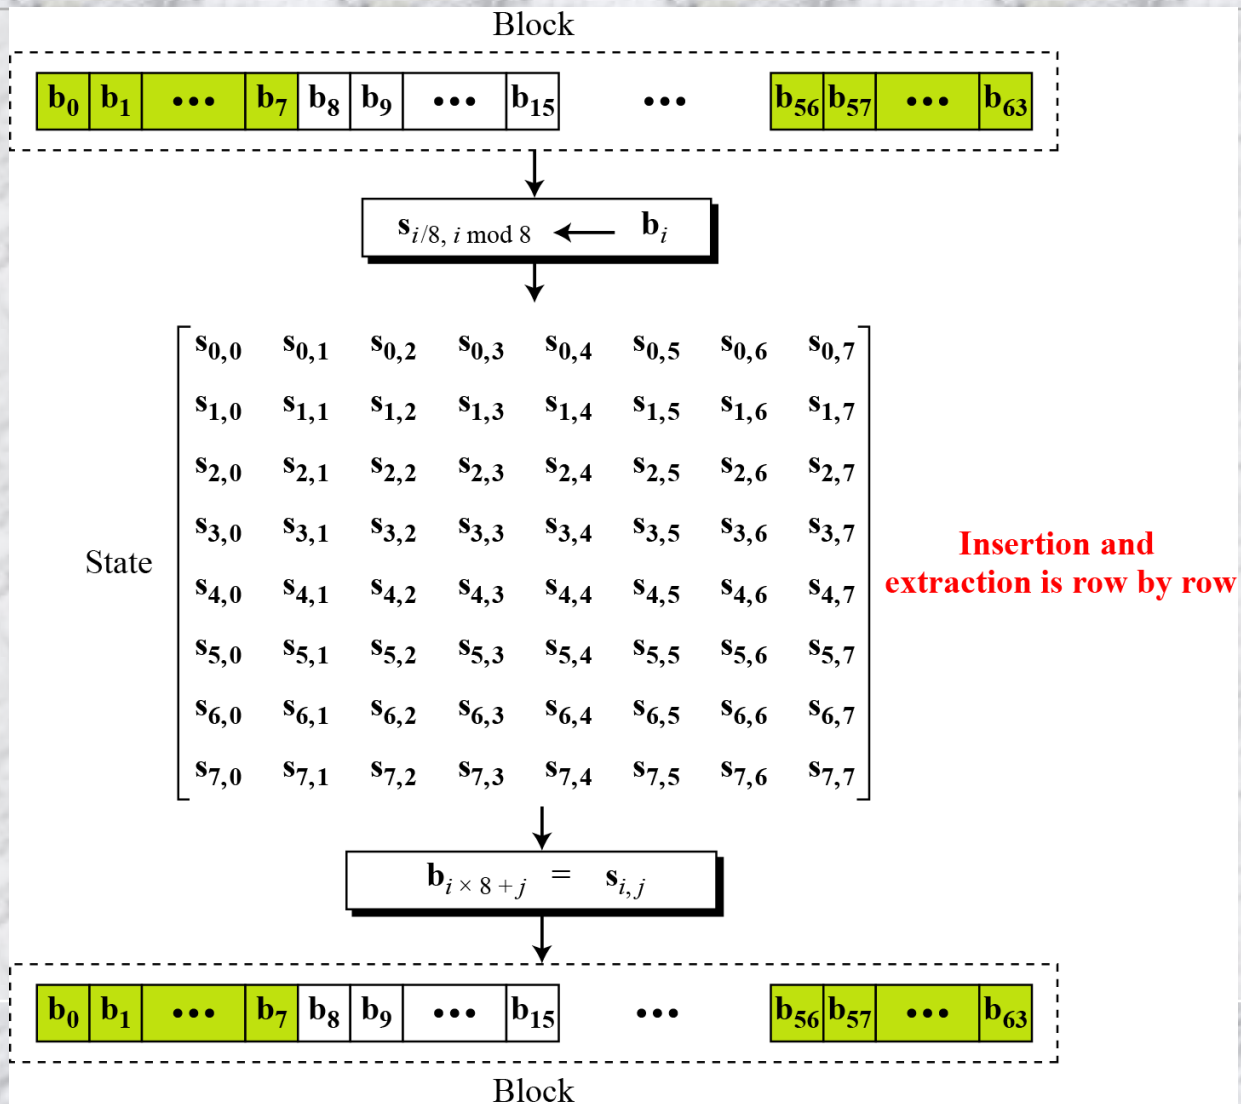 Block
b0 b1 ••• b7 b8 b9 ••• b15 ••• b56 b57 ••• b63
s i/8, i mod 8 ← b i
s0,0 s0,1 s0,2 s0,3 s0,4 s0,5 s0,6 s0,7
s1,0 s1,1 s1,2 s1,3 s1,4 s1,5 s1,6 s1,7
s2,0 s2,1 s2,2 s2,3 s2,4 s2,5 s2,6 s2,7
s3,0 s3,1 s3,2 s3,3 s3,4 s3,5 s3,6 s3,7
State
s4,0 s4,1 s4,2 s4,3 s4,4 s4,5 s4,6 s4,7
s5,0 s5,1 s5,2 s5,3 s5,4 s5,5 s5,6 s5,7
s6,0 s6,1 s6,2 s6,3 s6,4 s6,5 s6,6 s6,7
s7,0 s7,1 s7,2 s7,3 s7,4 s7,5 s7,6 s7,7
Insertion and
extraction is row by row
b i × 8 + j = s i, j
b0 b1 ••• b7 b8 b9 ••• b15 ••• b56 b57 ••• b63
Block